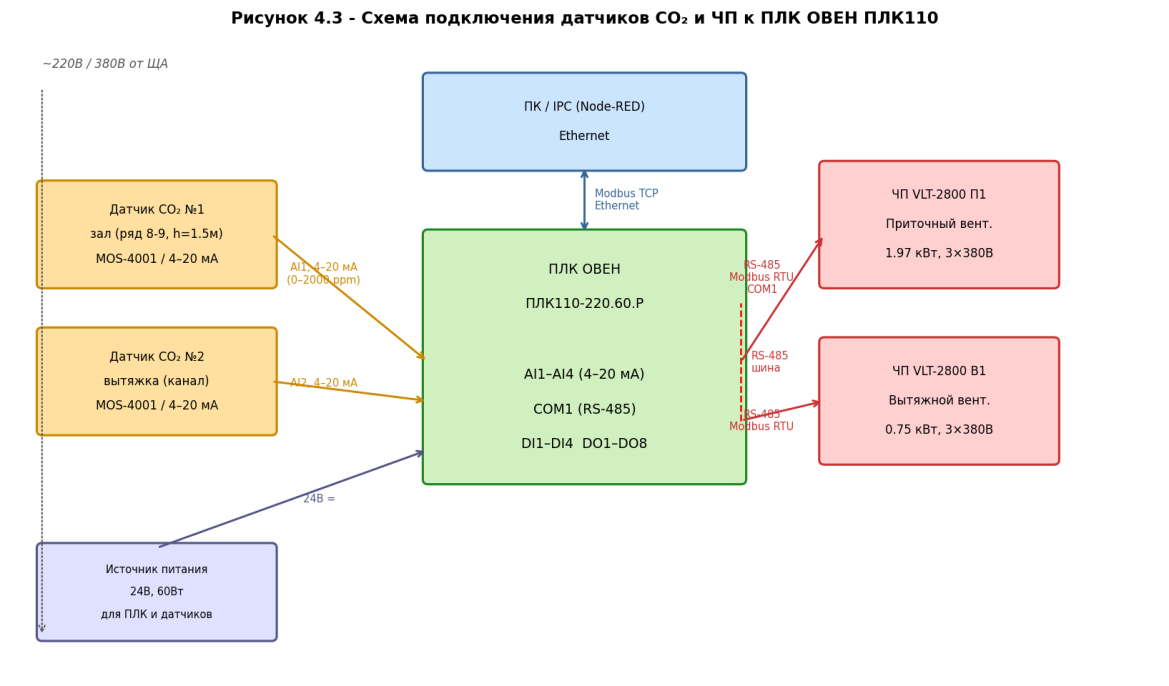 Рисунок 4.3 - Схема подключения датчиков CO₂ и ЧП к ПЛК ОВЕН ПЛК110
~220В / 380В от ЩА
ПК / IPC (Node-RED)
Ethernet
Modbus TCP
Ethernet
Датчик CO₂ №1
зал (ряд 8-9, h=1.5м)
MOS-4001 / 4–20 мА
AI1, 4–20 мА
(0–2000 ppm)
Датчик CO₂ №2
вытяжка (канал)
MOS-4001 / 4–20 мА
AI2, 4–20 мА
ПЛК ОВЕН
ПЛК110-220.60.Р
AI1–AI4 (4–20 мА)
COM1 (RS-485)
DI1–DI4  DO1–DO8
RS-485
Modbus RTU
COM1
RS-485
шина
RS-485
Modbus RTU
ЧП VLT-2800 П1
Приточный вент.
1.97 кВт, 3×380В
ЧП VLT-2800 В1
Вытяжной вент.
0.75 кВт, 3×380В
24В =
Источник питания
24В, 60Вт
для ПЛК и датчиков